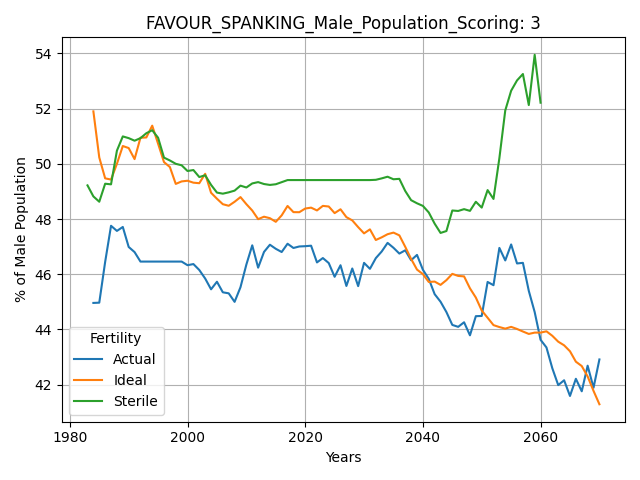 FAVOUR_SPANKING_Male_Population_Scoring: 3
% of Male Population
54
52
50
48
46
44
42
Fertility
Actual
Ideal
Sterile
1980
2000
2020
2040
2060
Years